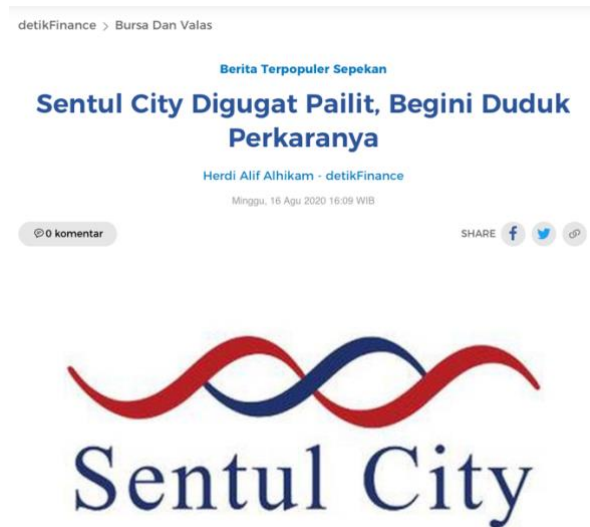 detikFinance > Bursa Dan Valas
Berita Terpopuler Sepekan
Sentul City Digugat Pailit, Begini Duduk
Perkaranya
Herdi Alif Alhikam - detikFinance
Minggu, 16 Agu 2020 16:09 WIB
0 komentar
SHARE
Sentul City